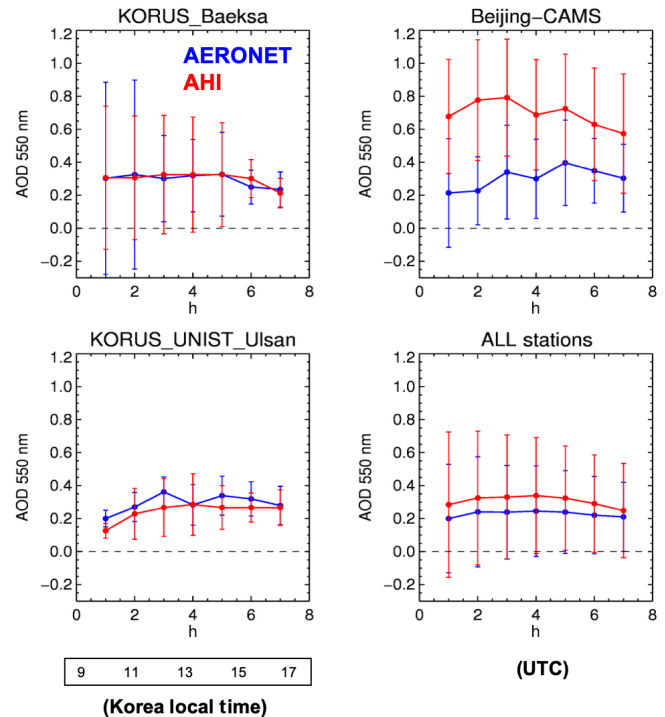 KORUS_Baeksa
AERONET
AHI
AOD 550 nm
1.2
1.0
0.8
0.6
0.4
0.2
0.0
−0.2
0 2 4 6 8
h
Beijing−CAMS
AOD 550 nm
1.2
1.0
0.8
0.6
0.4
0.2
0.0
−0.2
0 2 4 6 8
h
KORUS_UNIST_Ulsan
AOD 550 nm
1.2
1.0
0.8
0.6
0.4
0.2
0.0
−0.2
0 2 4 6 8
h
ALL stations
AOD 550 nm
1.2
1.0
0.8
0.6
0.4
0.2
0.0
−0.2
0 2 4 6 8
h
9 11 13 15 17
(Korea local time)
(UTC)